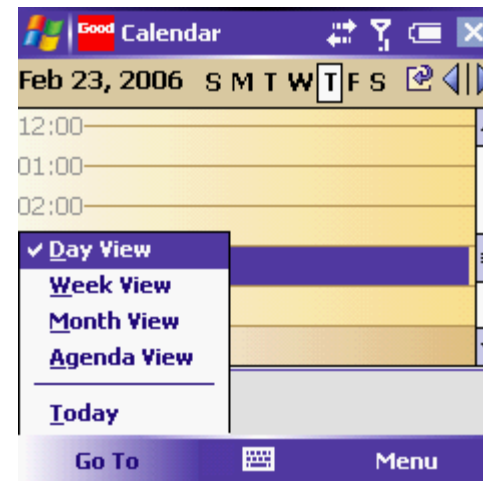 Good Calendar
Feb 23, 2006 S M T W T F S
12:00
01:00
02:00
Day View
Week View
Month View
Agenda View
Today
Go To Menu